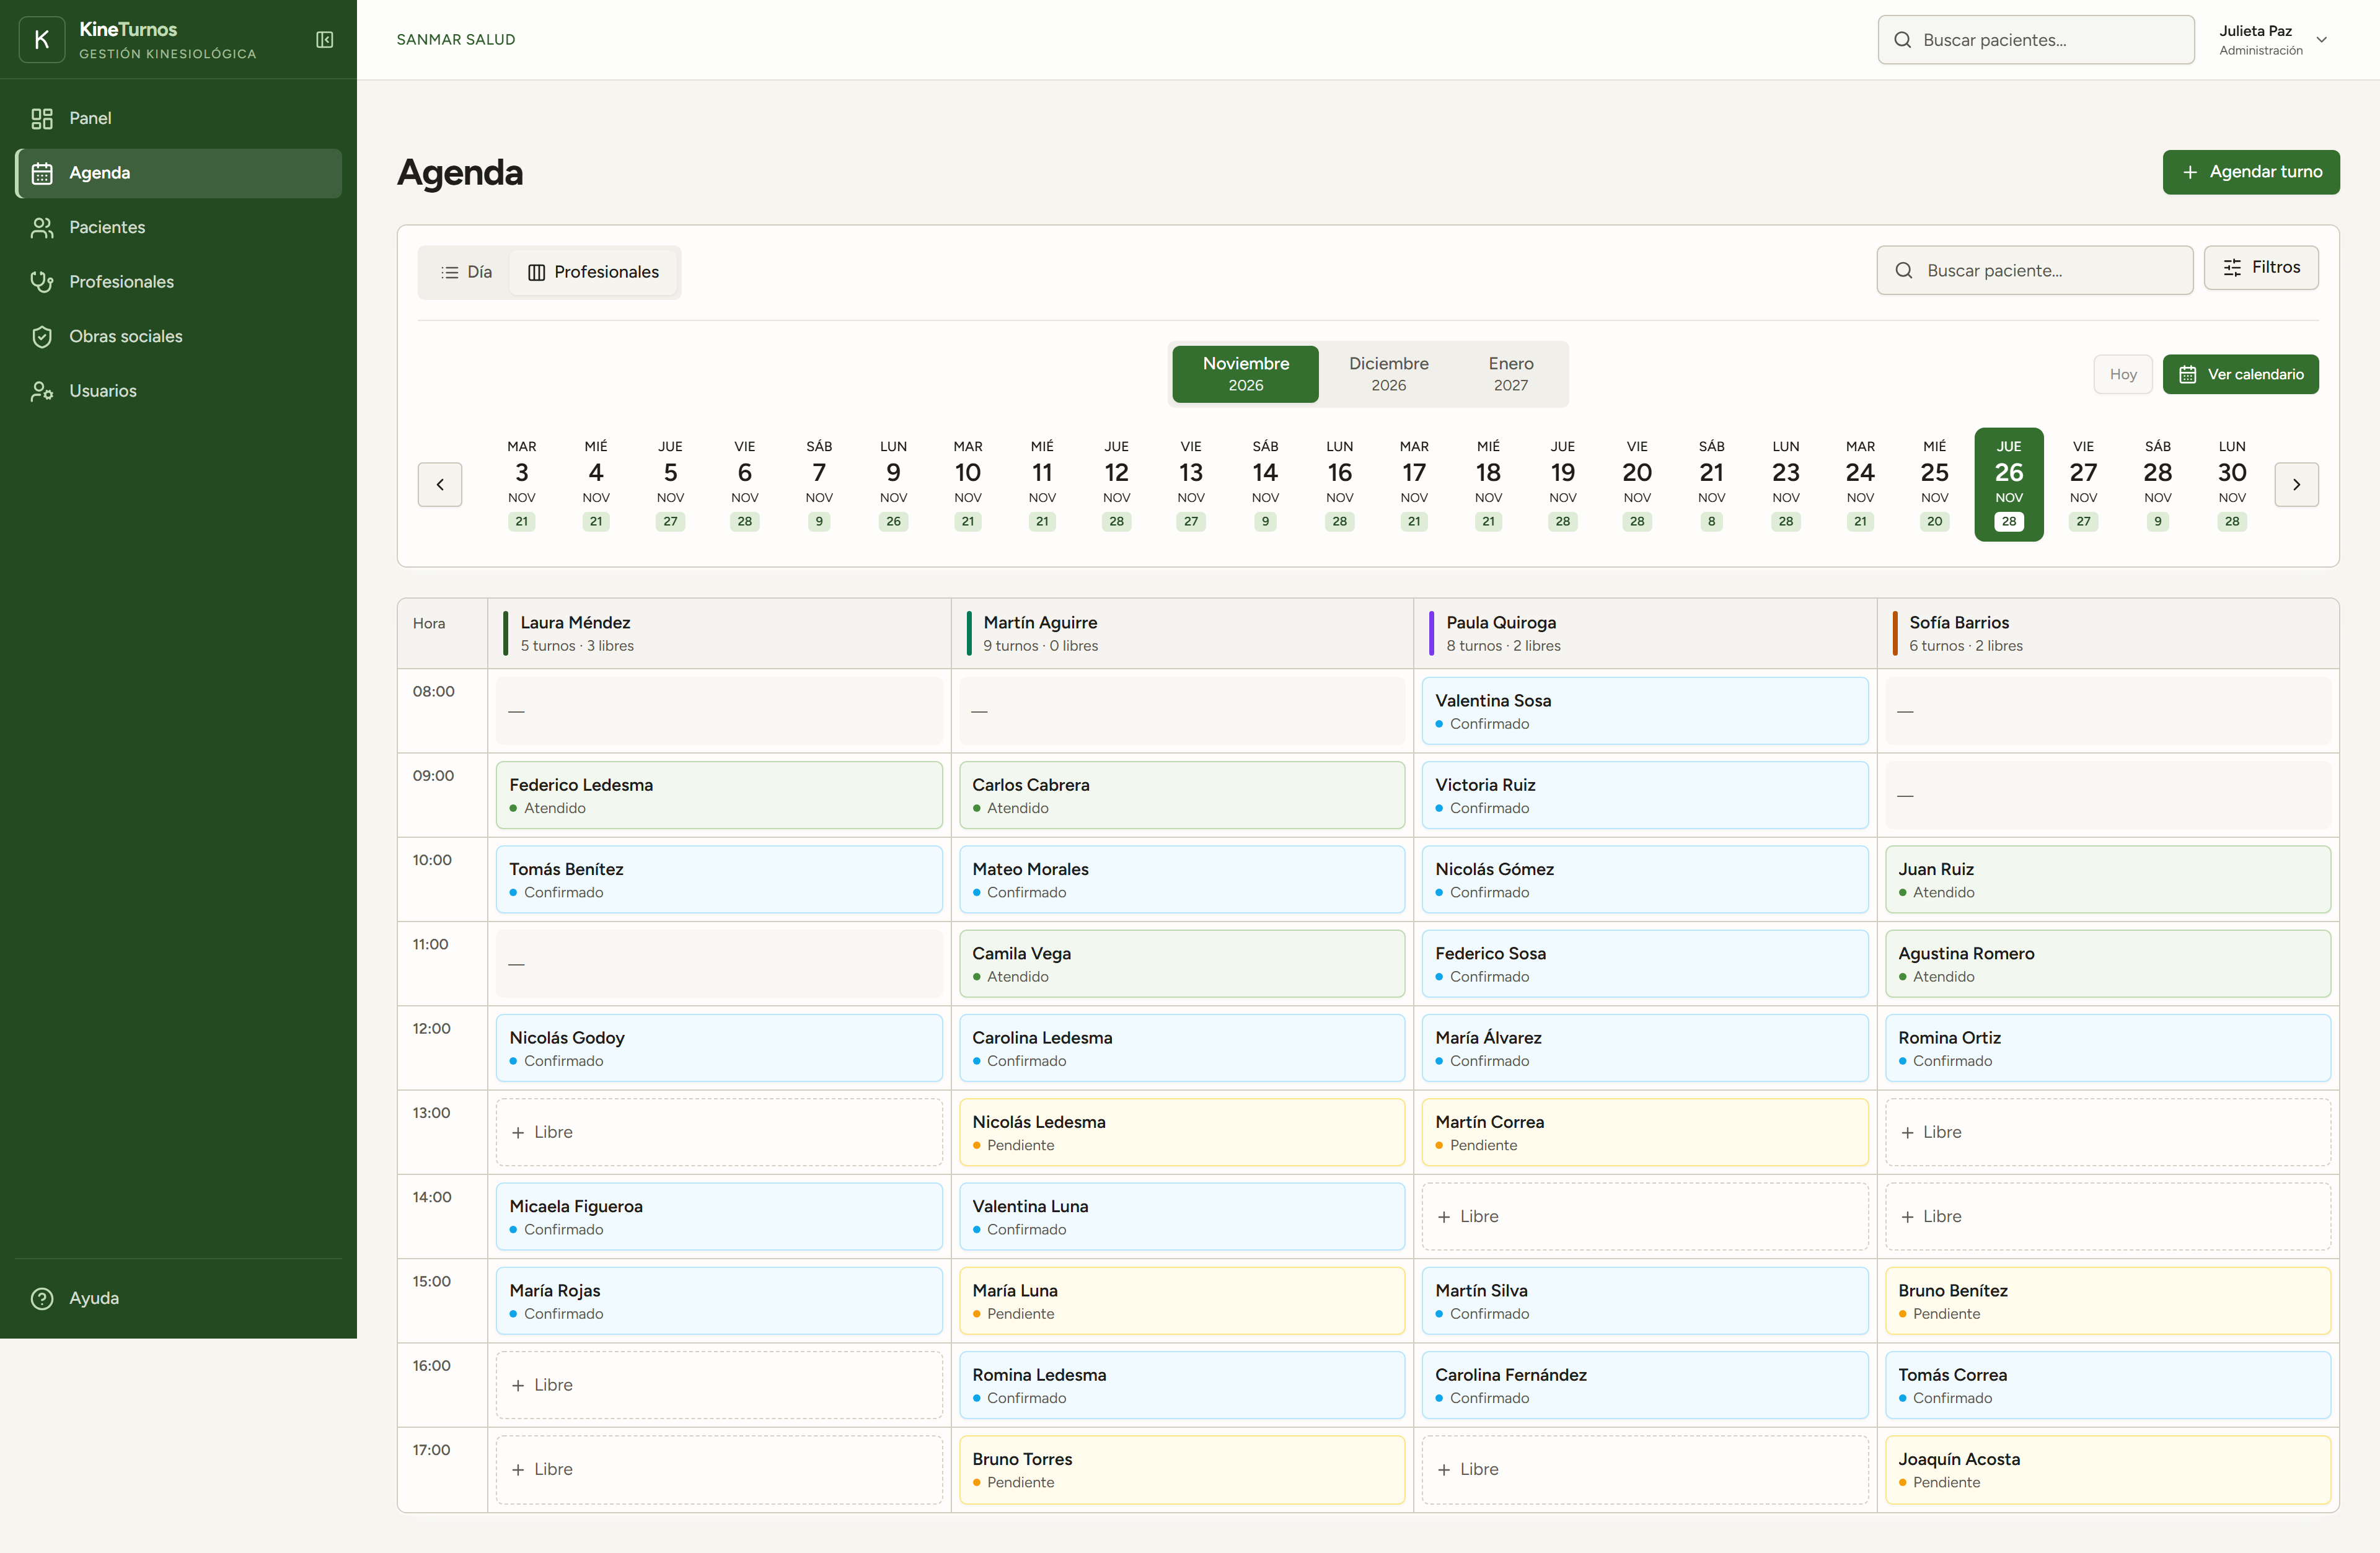 K
KineTurnos
GESTIÓN KINESIOLÓGICA
Panel
Agenda
Pacientes
Profesionales
Obras sociales
Usuarios
Ayuda
SANMAR SALUD
Buscar pacientes...
Julieta Paz
Administración
Agenda
+ Agendar turno
Día
Profesionales
Buscar paciente...
Filtros
Noviembre 2026
Diciembre 2026
Enero 2027
Hoy
Ver calendario
MAR 3 NOV 21
MIÉ 4 NOV 21
JUE 5 NOV 27
VIE 6 NOV 28
SÁB 7 NOV 9
LUN 9 NOV 26
MAR 10 NOV 21
MIÉ 11 NOV 21
JUE 12 NOV 28
VIE 13 NOV 27
SÁB 14 NOV 9
LUN 16 NOV 28
MAR 17 NOV 21
MIÉ 18 NOV 21
JUE 19 NOV 28
VIE 20 NOV 28
SÁB 21 NOV 8
LUN 23 NOV 28
MAR 24 NOV 21
MIÉ 25 NOV 20
JUE 26 NOV 28
VIE 27 NOV 27
SÁB 28 NOV 9
LUN 30 NOV 28
Hora
Laura Méndez
5 turnos · 3 libres
Martín Aguirre
9 turnos · 0 libres
Paula Quiroga
8 turnos · 2 libres
Sofía Barrios
6 turnos · 2 libres
08:00
—
—
Valentina Sosa
Confirmado
—
09:00
Federico Ledesma
Atendido
Carlos Cabrera
Atendido
Victoria Ruiz
Confirmado
—
10:00
Tomás Benítez
Confirmado
Mateo Morales
Confirmado
Nicolás Gómez
Confirmado
Juan Ruiz
Atendido
11:00
—
Camila Vega
Atendido
Federico Sosa
Confirmado
Agustina Romero
Atendido
12:00
Nicolás Godoy
Confirmado
Carolina Ledesma
Confirmado
María Álvarez
Confirmado
Romina Ortiz
Confirmado
13:00
+ Libre
Nicolás Ledesma
Pendiente
Martín Correa
Pendiente
+ Libre
14:00
Micaela Figueroa
Confirmado
Valentina Luna
Confirmado
+ Libre
+ Libre
15:00
María Rojas
Confirmado
María Luna
Pendiente
Martín Silva
Confirmado
Bruno Benítez
Pendiente
16:00
+ Libre
Romina Ledesma
Confirmado
Carolina Fernández
Confirmado
Tomás Correa
Confirmado
17:00
+ Libre
Bruno Torres
Pendiente
+ Libre
Joaquín Acosta
Pendiente